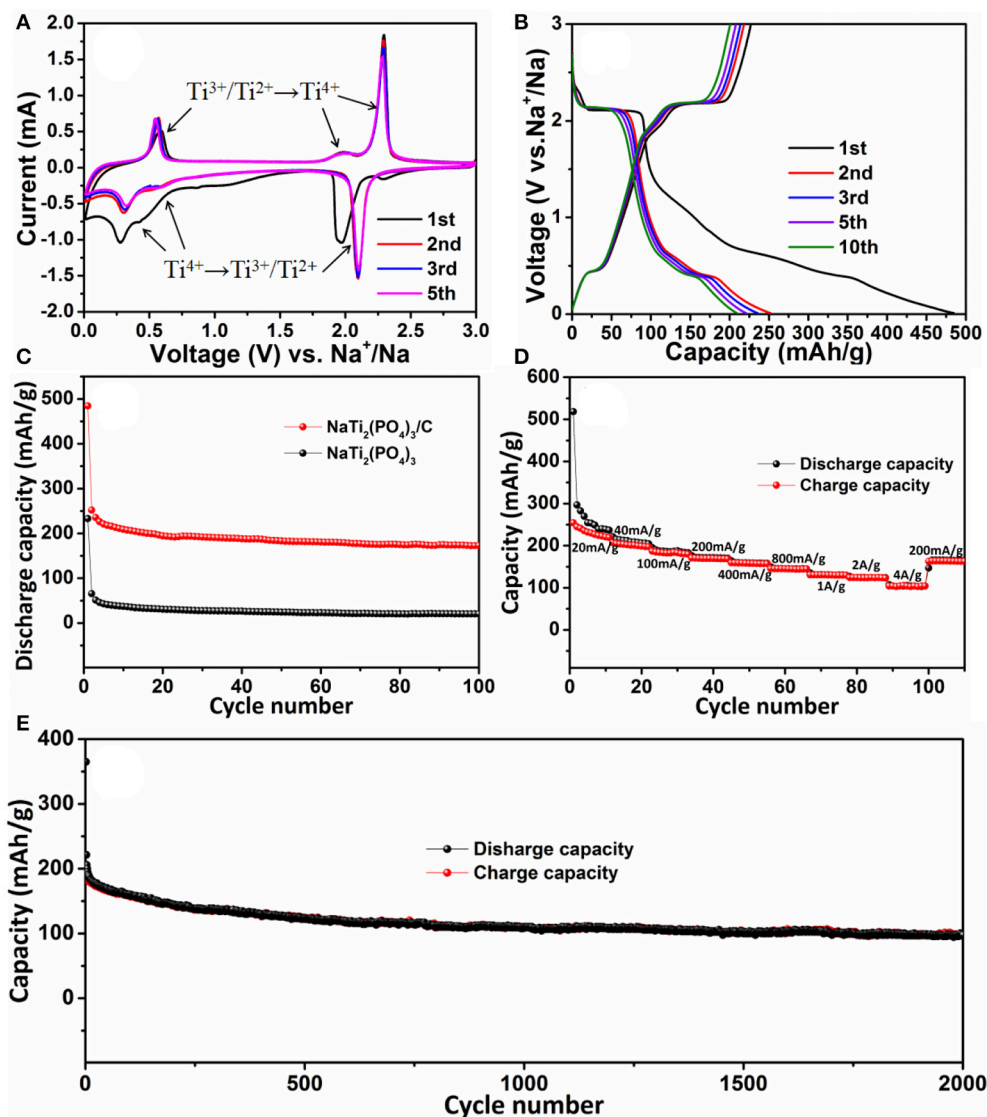 A
Current (mA)
2.0
1.5
1.0
0.5
0.0
-0.5
-1.0
-1.5
-2.0
Ti³⁺/Ti²⁺→Ti⁴⁺
Ti⁴⁺→Ti³⁺/Ti²⁺
1st
2nd
3rd
5th
0.0 0.5 1.0 1.5 2.0 2.5 3.0
Voltage (V) vs. Na⁺/Na
B
Voltage (V vs.Na⁺/Na)
3
2
1
0
1st
2nd
3rd
5th
10th
0 50 100 150 200 250 300 350 400 450 500
Capacity (mAh/g)
C
Discharge capacity (mAh/g)
500
400
300
200
100
0
NaTi₂(PO₄)₃/C
NaTi₂(PO₄)₃
0 20 40 60 80 100
Cycle number
D
Capacity (mAh/g)
600
500
400
300
200
100
0
Discharge capacity
Charge capacity
20mA/g
40mA/g
100mA/g
200mA/g
400mA/g
800mA/g
1A/g
2A/g
4A/g
200mA/g
0 20 40 60 80 100
Cycle number
E
Capacity (mAh/g)
400
300
200
100
0
Disharge capacity
Charge capacity
0 500 1000 1500 2000
Cycle number